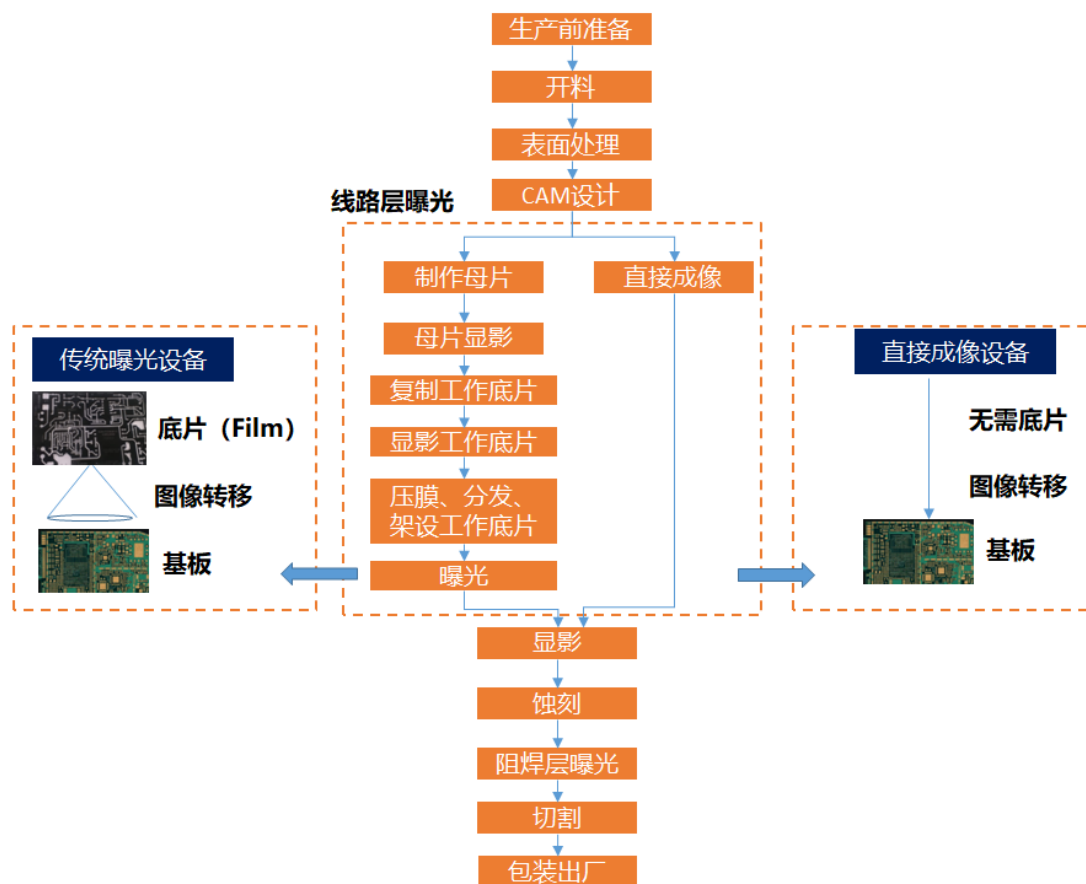 生产前准备
开料
表面处理
CAM设计
线路层曝光
制作母片
直接成像
母片显影
复制工作底片
显影工作底片
压膜、分发、
架设工作底片
曝光
传统曝光设备
底片（Film）
图像转移
基板
直接成像设备
无需底片
图像转移
基板
显影
蚀刻
阻焊层曝光
切割
包装出厂